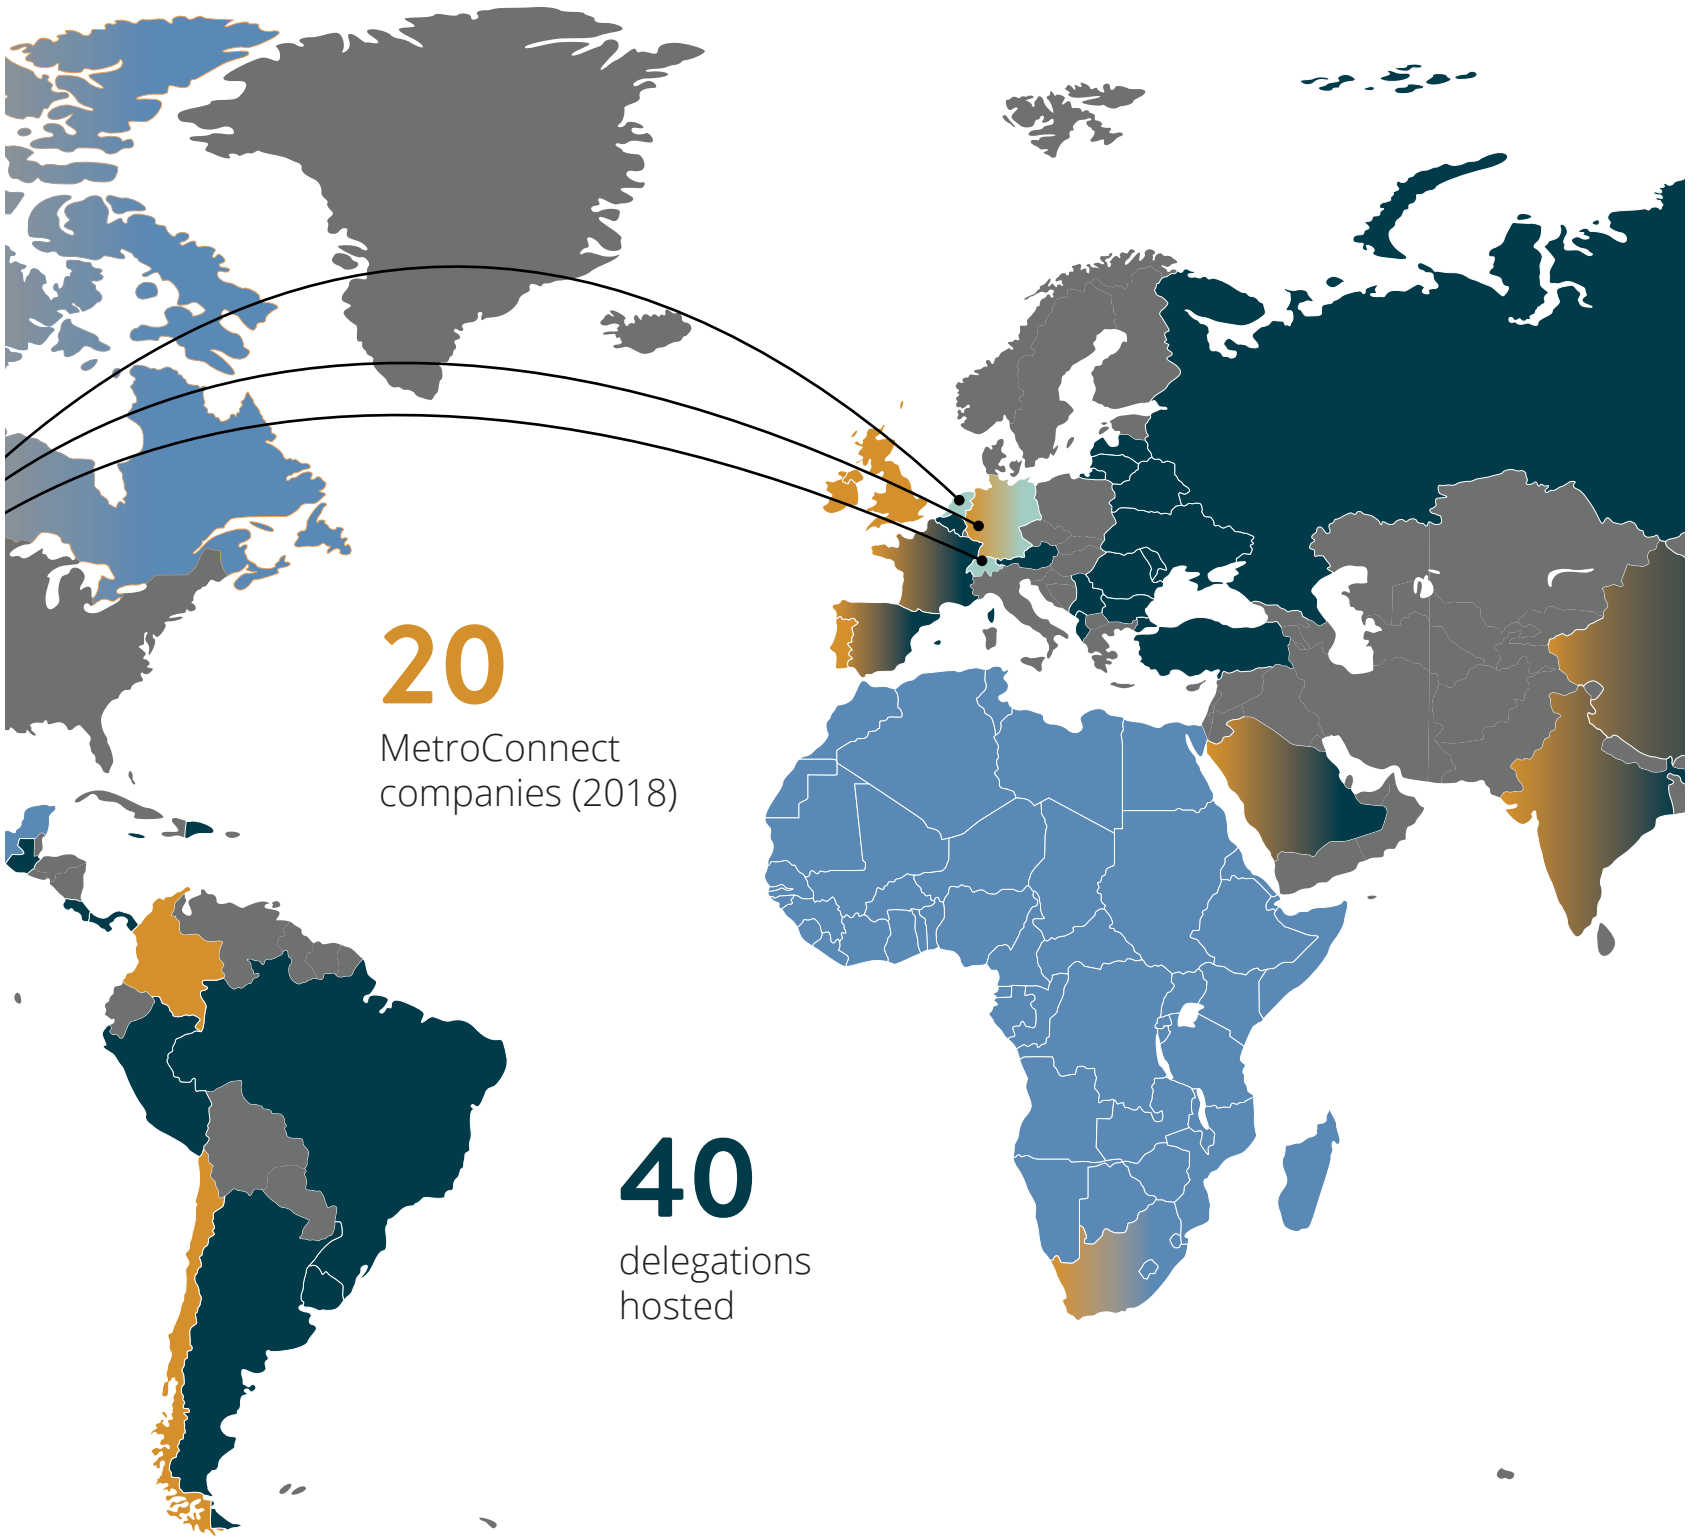 20
MetroConnect
companies (2018)
40
delegations
hosted